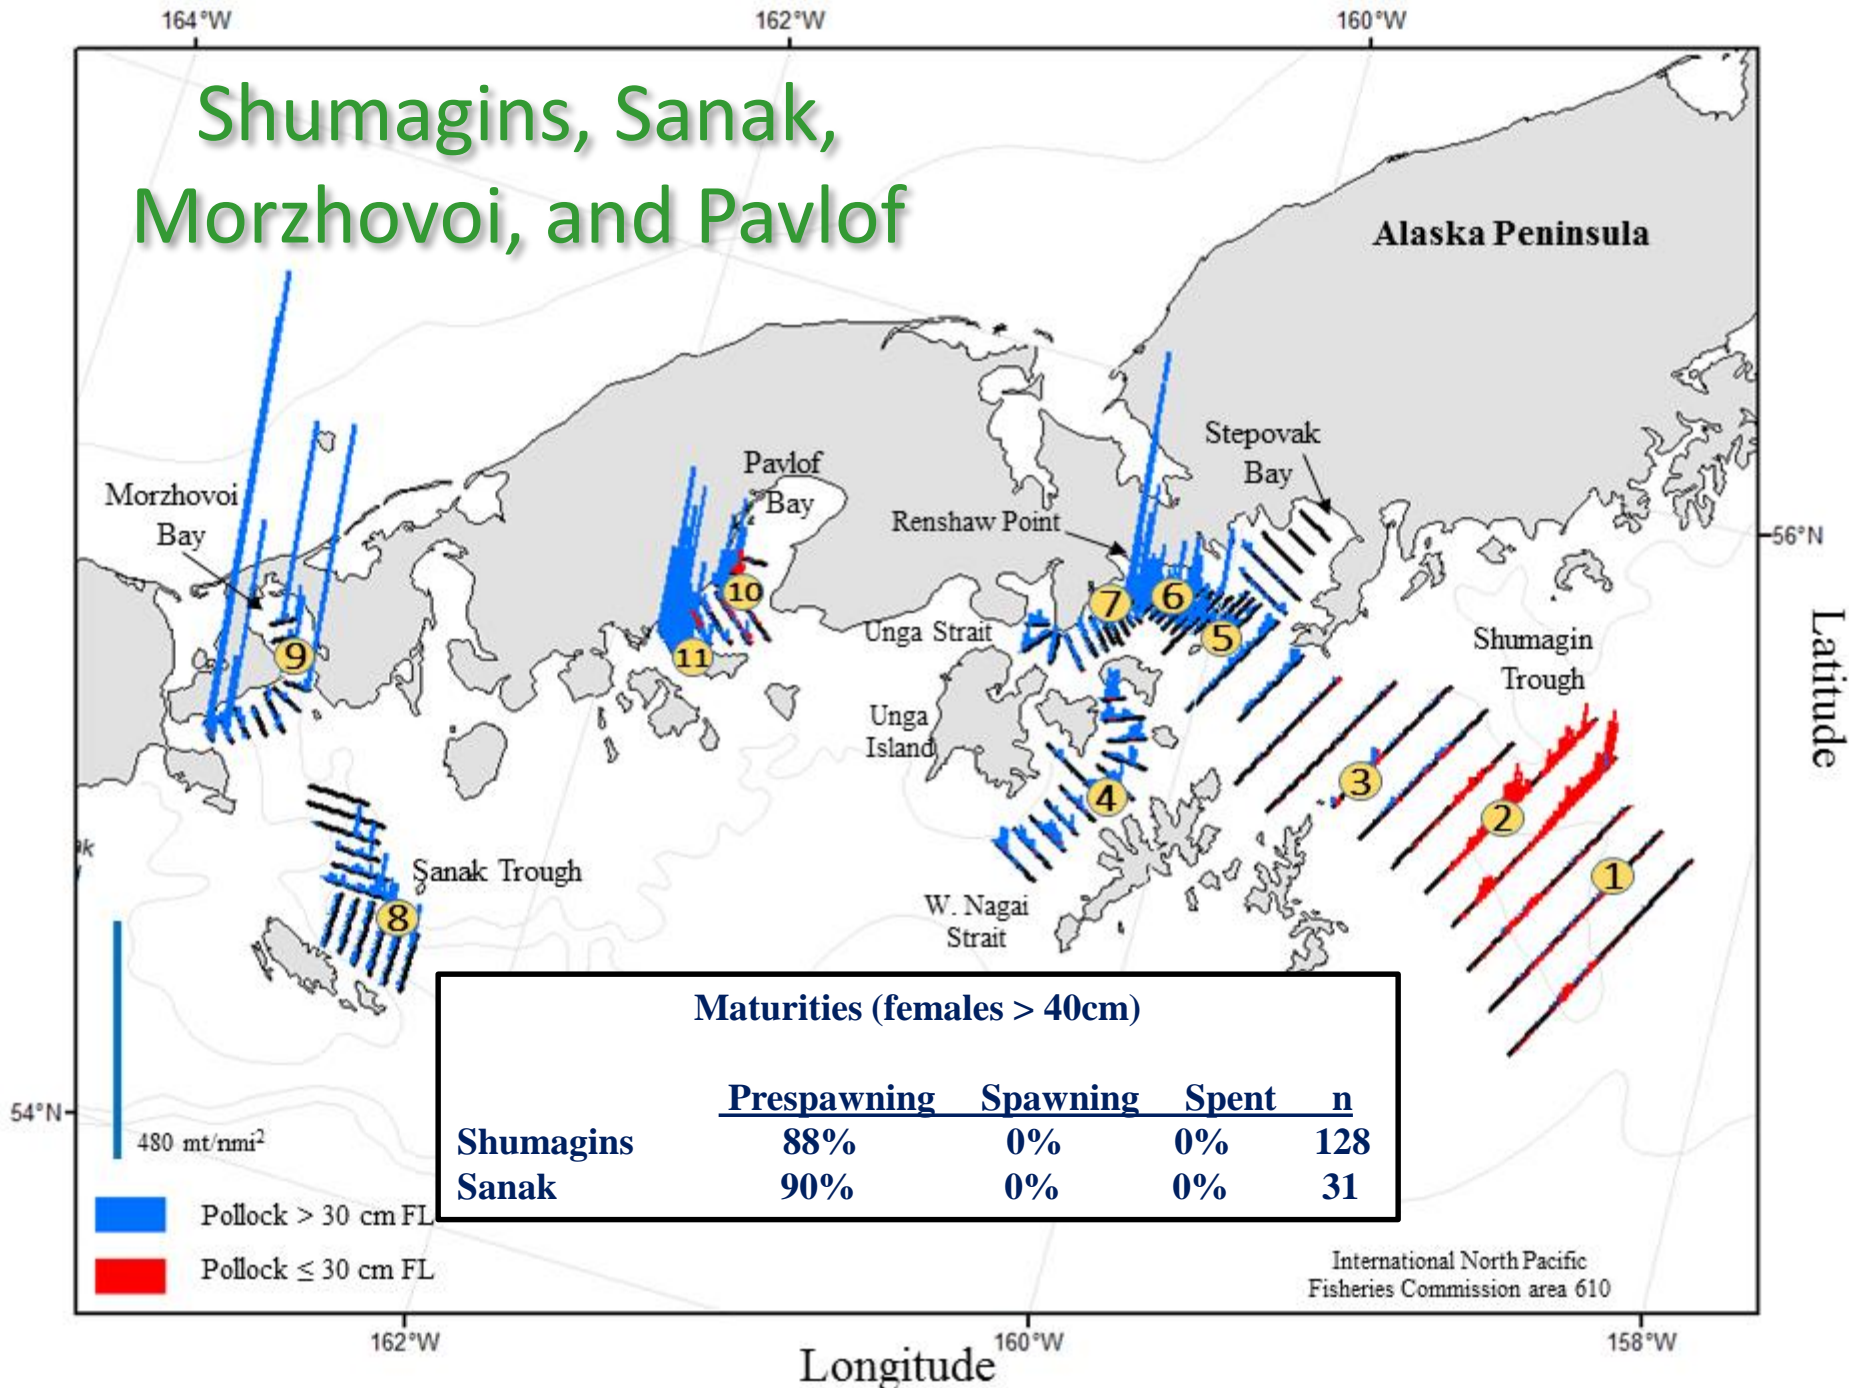 164°W 162°W 160°W
Shumagins, Sanak,
Morzhovoi, and Pavlof
Alaska Peninsula
Stepovak
Bay
Pavlof
Bay
Morzhovoi
Bay
Renshaw Point
56°N
10
7
6
5
Unga Strait
11
9
Shumagin
Trough
Latitude
Unga
Island
3
4
2
Sanak Trough
1
8
W. Nagai
Strait
Maturities (females > 40cm)
Prespawning Spawning Spent n
Shumagins 88% 0% 0% 128
Sanak 90% 0% 0% 31
54°N
480 mt/nmi²
Pollock > 30 cm FL
Pollock ≤ 30 cm FL
International North Pacific
Fisheries Commission area 610
162°W 160°W 158°W
Longitude